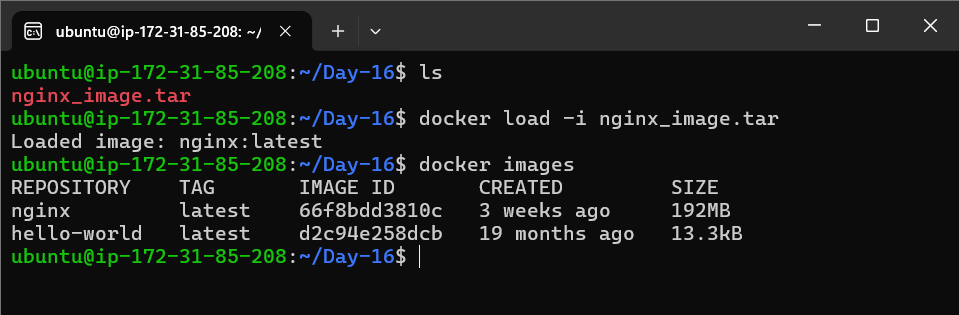 ubuntu@ip-172-31-85-208: ~/
ubuntu@ip-172-31-85-208:~/Day-16$ ls
nginx_image.tar
ubuntu@ip-172-31-85-208:~/Day-16$ docker load -i nginx_image.tar
Loaded image: nginx:latest
ubuntu@ip-172-31-85-208:~/Day-16$ docker images
REPOSITORY    TAG       IMAGE ID       CREATED         SIZE
nginx         latest    66f8bdd3810c   3 weeks ago     192MB
hello-world   latest    d2c94e258dcb   19 months ago   13.3kB
ubuntu@ip-172-31-85-208:~/Day-16$